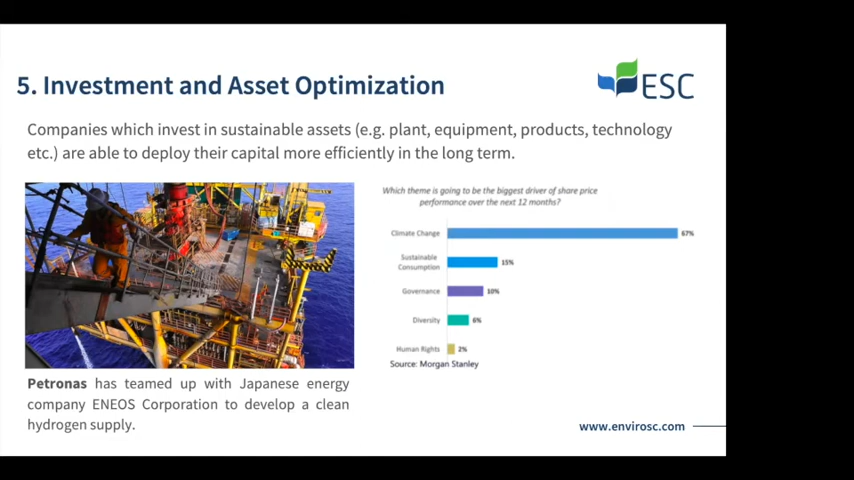 5. Investment and Asset Optimization
ESC
Companies which invest in sustainable assets (e.g. plant, equipment, products, technology
etc.) are able to deploy their capital more efficiently in the long term.
Which theme is going to be the biggest driver of share price
performance over the next 12 months?
Climate Change 67%
Sustainable
Consumption 15%
Governance 10%
Diversity 6%
Human Rights 2%
Source: Morgan Stanley
Petronas has teamed up with Japanese energy
company ENEOS Corporation to develop a clean
hydrogen supply.
www.envirosc.com